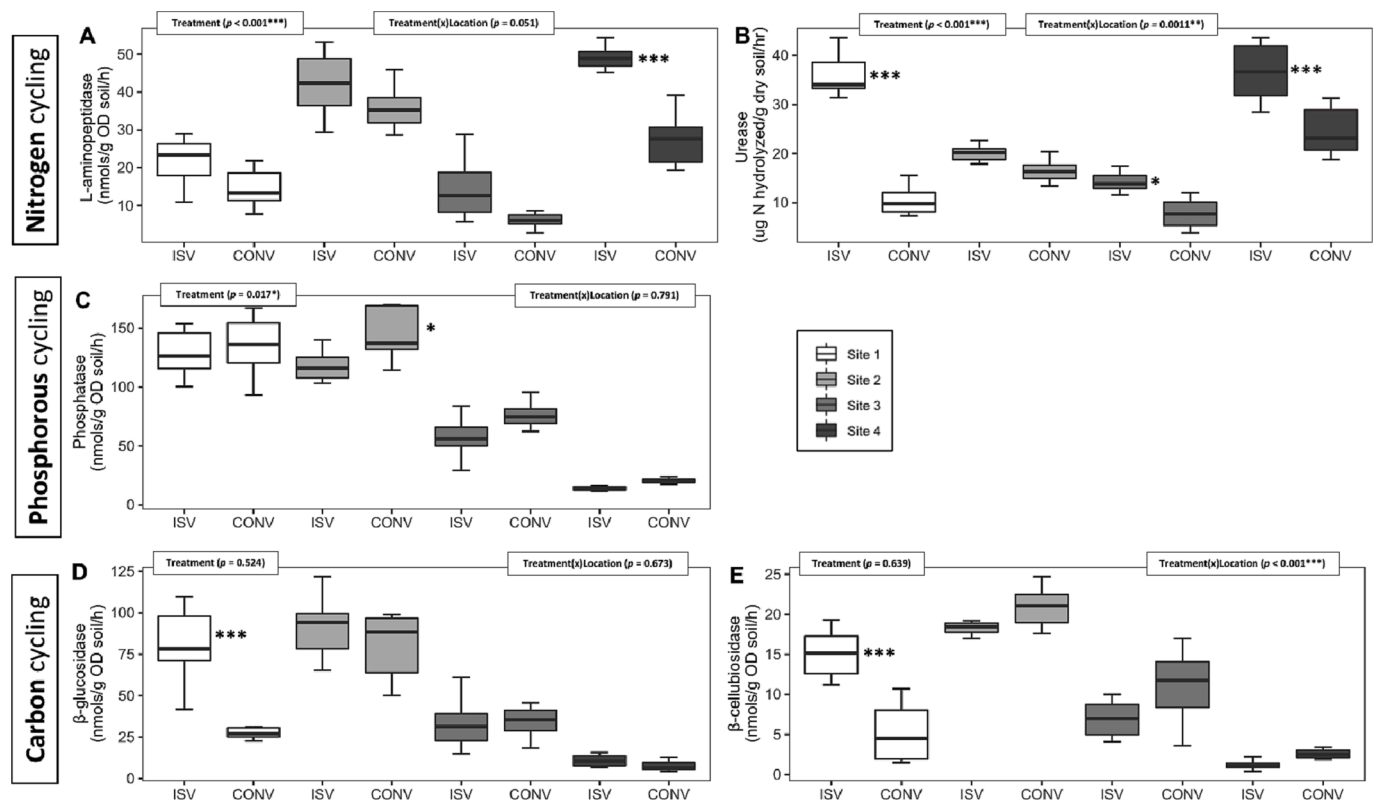 Nitrogen cycling
A
Treatment (p < 0.001***)
Treatment(x)Location (p = 0.051)
L-aminopeptidase
(nmols/g OD soil/h)
50
40
30
20
10
***
ISV CONV ISV CONV ISV CONV ISV CONV
B
Treatment (p < 0.001***)
Treatment(x)Location (p = 0.0011**)
Urease
(ug N hydrolyzed/g dry soil/hr)
40
30
20
10
***
*
***
ISV CONV ISV CONV ISV CONV ISV CONV
Phosphorous cycling
C
Treatment (p = 0.017*)
Treatment(x)Location (p = 0.791)
Phosphatase
(nmols/g OD soil/h)
150
100
50
0
*
ISV CONV ISV CONV ISV CONV ISV CONV
Site 1
Site 2
Site 3
Site 4
Carbon cycling
D
Treatment (p = 0.524)
Treatment(x)Location (p = 0.673)
β-glucosidase
(nmols/g OD soil/h)
125
100
75
50
25
0
***
ISV CONV ISV CONV ISV CONV ISV CONV
E
Treatment (p = 0.639)
Treatment(x)Location (p < 0.001***)
β-cellubiosidase
(nmols/g OD soil/h)
25
20
15
10
5
0
***
ISV CONV ISV CONV ISV CONV ISV CONV